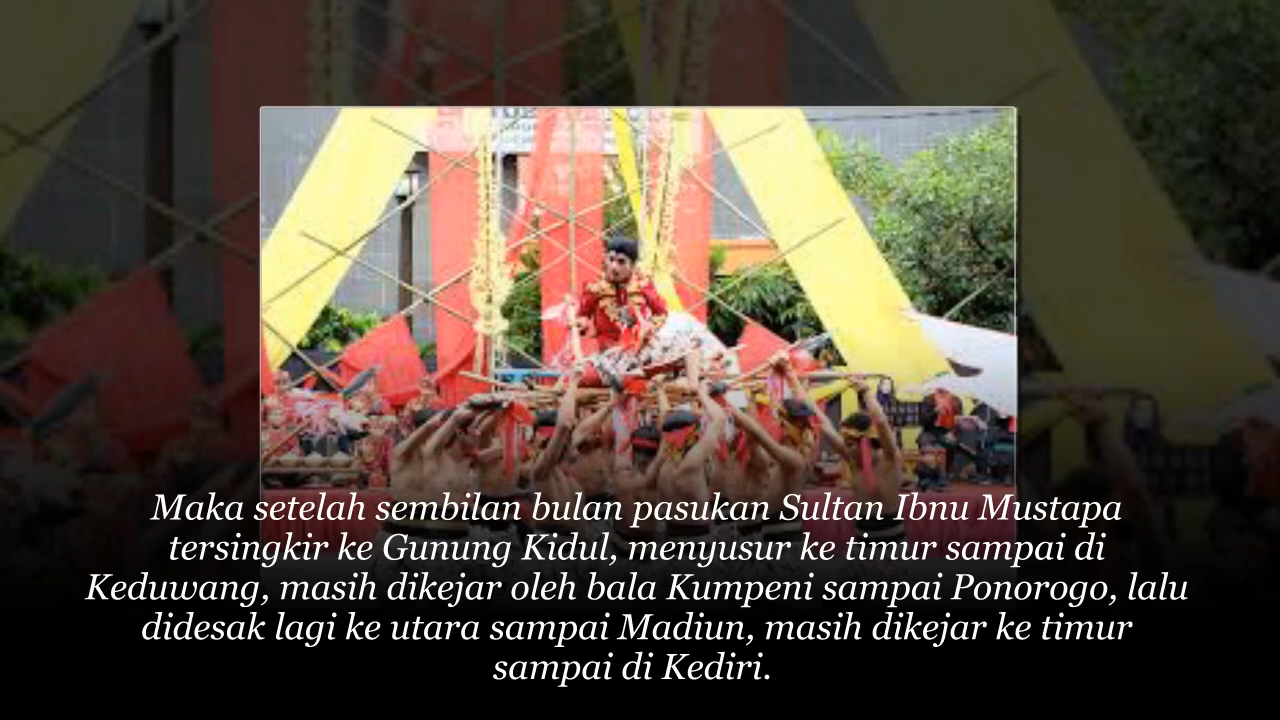 Maka setelah sembilan bulan pasukan Sultan Ibnu Mustapa
tersingkir ke Gunung Kidul, menyusur ke timur sampai di
Keduwang, masih dikejar oleh bala Kumpeni sampai Ponorogo, lalu
didesak lagi ke utara sampai Madiun, masih dikejar ke timur
sampai di Kediri.